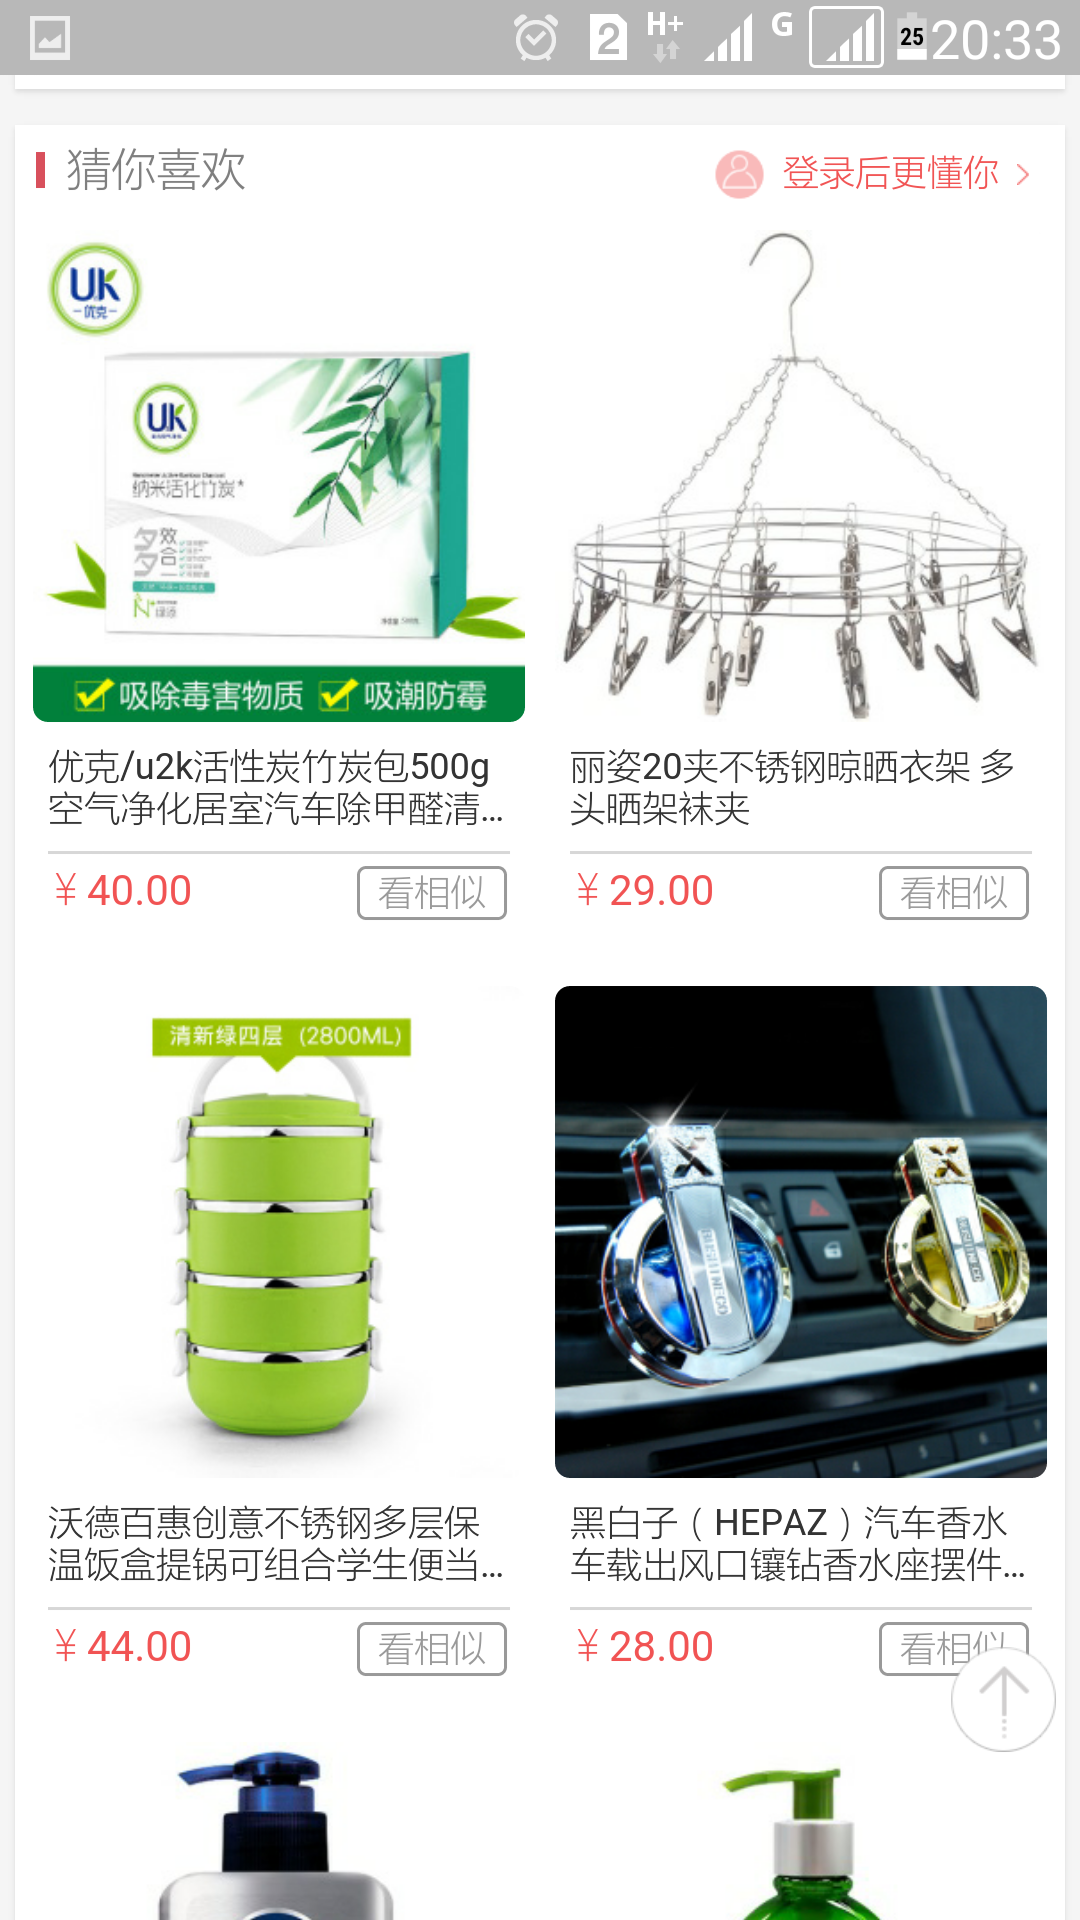 2 H+ G 25 20:33
猜你喜欢
登录后更懂你
UK
优克
UK
纳米活化竹炭*
多效合一
吸除毒害物质 吸潮防霉
优克/u2k活性炭竹炭包500g
空气净化居室汽车除甲醛清...
¥ 40.00
看相似
丽姿20夹不锈钢晾晒衣架 多
头晒架袜夹
¥ 29.00
看相似
清新绿四层 (2800ML)
沃德百惠创意不锈钢多层保
温饭盒提锅可组合学生便当...
¥ 44.00
看相似
黑白子（HEPAZ）汽车香水
车载出风口镶钻香水座摆件...
¥ 28.00
看相似